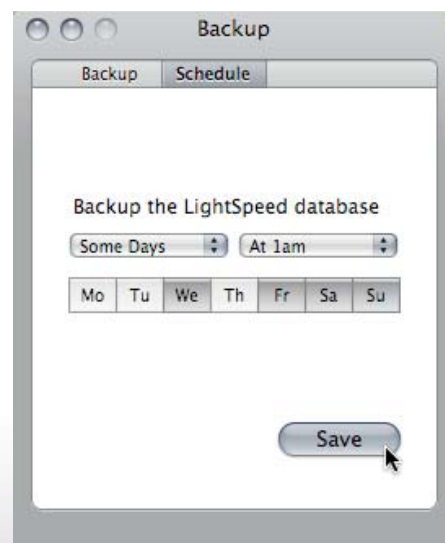 Backup
Backup Schedule
Backup the LightSpeed database
Some Days At 1am
Mo Tu We Th Fr Sa Su
Save